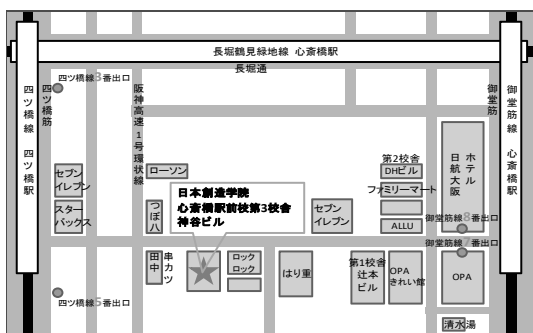 長堀鶴見緑地線 心斎橋駅
長堀通
四ツ橋線 四ツ橋駅
四ツ橋筋
四ツ橋線3番出口
阪神高速1号環状線
御堂筋
御堂筋線 心斎橋駅
セブン
イレブン
スター
バックス
ローソン
つぼ八
日本創造学院
心斎橋駅前校第3校舎
神谷ビル
セブン
イレブン
第2校舎
DHビル
ファミリーマート
ALLU
ホテル
日航大阪
御堂筋線8番出口
御堂筋線7番出口
串カツ
田中
ロック
ロック
はり重
第1校舎
辻本
ビル
OPA
きれい館
OPA
四ツ橋線5番出口
清水湯